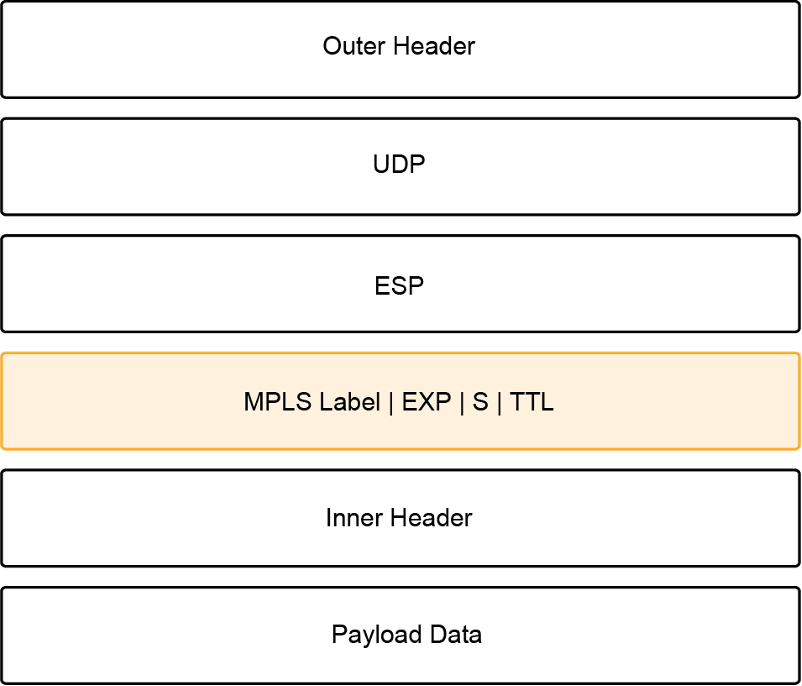 Outer Header
UDP
ESP
MPLS Label | EXP | S | TTL
Inner Header
Payload Data